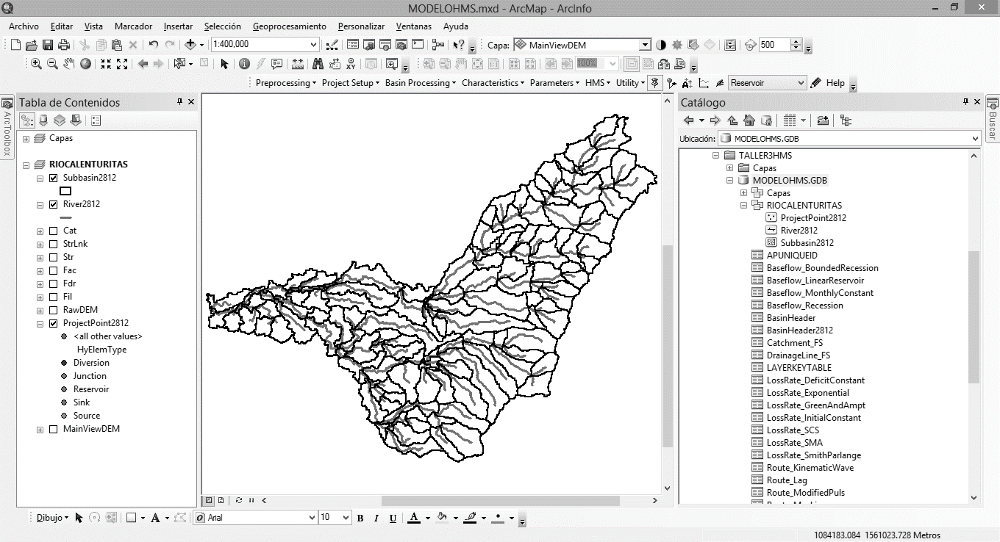 MODELOHMS.mxd - ArcMap - ArcInfo
Archivo Editar Vista Marcador Insertar Selección Geoprocesamiento Personalizar Ventanas Ayuda
1:400,000 Capa: MainViewDEM 500
100%
Preprocessing Project Setup Basin Processing Characteristics Parameters HMS Utility Reservoir Help
ArcToolbox
Tabla de Contenidos
Capas
RIOCALENTURITAS
Subbasin2812
River2812
Cat
StrLnk
Str
Fac
Fdr
Fil
RawDEM
ProjectPoint2812
<all other values>
HyElemType
Diversion
Junction
Reservoir
Sink
Source
MainViewDEM
Catálogo
Ubicación: MODELOHMS.GDB
TALLER3HMS
Capas
MODELOHMS.GDB
Capas
RIOCALENTURITAS
ProjectPoint2812
River2812
Subbasin2812
APUNIQUEID
Baseflow_BoundedRecession
Baseflow_LinearReservoir
Baseflow_MonthlyConstant
Baseflow_Recession
BasinHeader
BasinHeader2812
Catchment_FS
DrainageLine_FS
LAYERKEYTABLE
LossRate_DeficitConstant
LossRate_Exponential
LossRate_GreenAndAmpt
LossRate_InitialConstant
LossRate_SCS
LossRate_SMA
LossRate_SmithParlange
Route_KinematicWave
Route_Lag
Route_ModifiedPuls
Buscar
Dibujo A Arial 10 B I U A
1084183.084 1561023.728 Metros